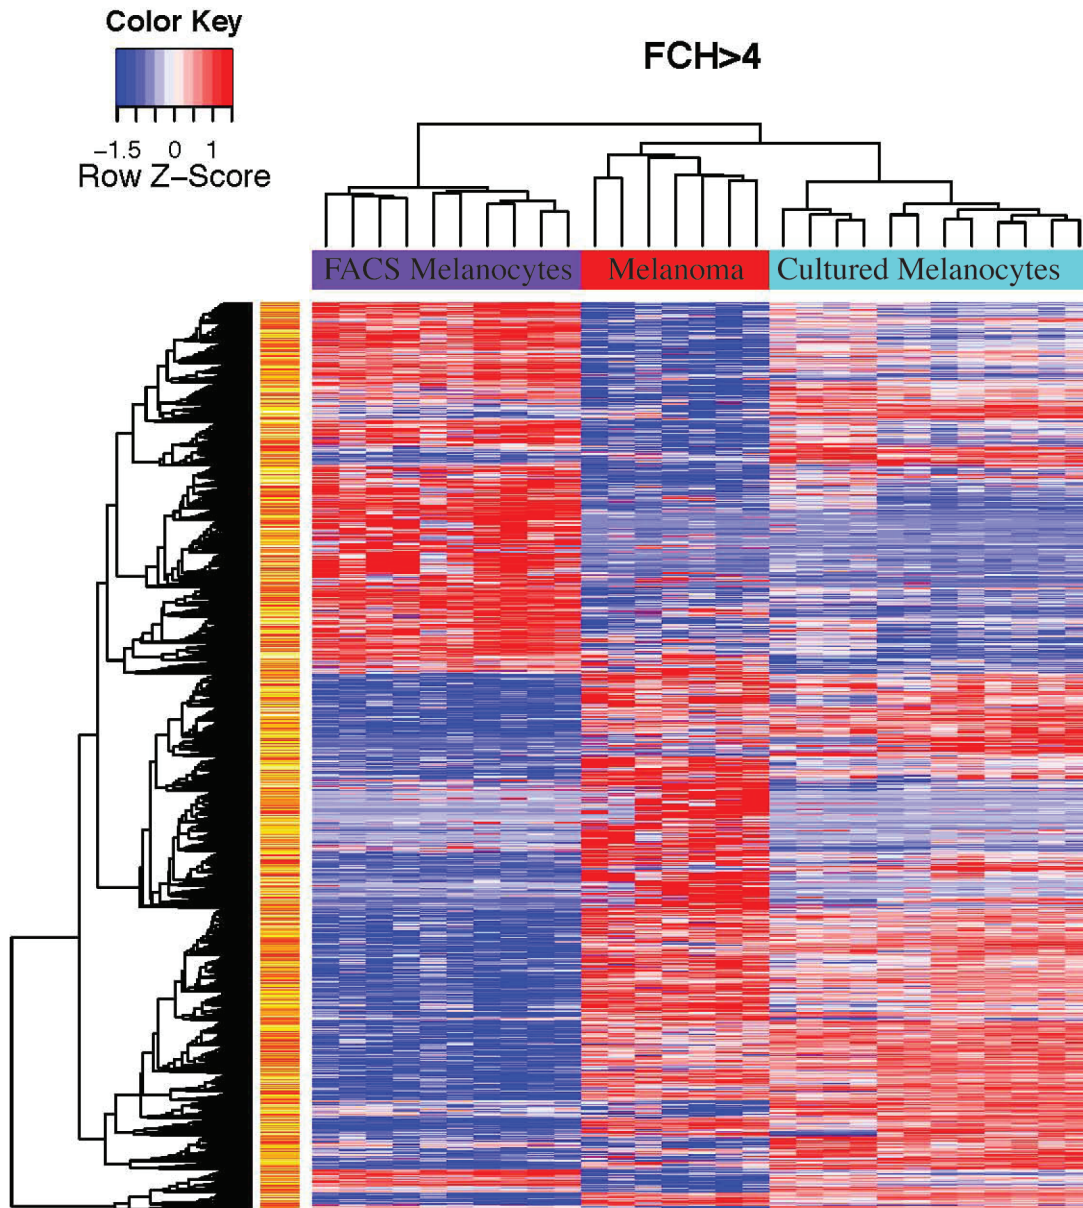 Color Key
−1.5 0 1
Row Z−Score
FCH>4
FACS Melanocytes Melanoma Cultured Melanocytes